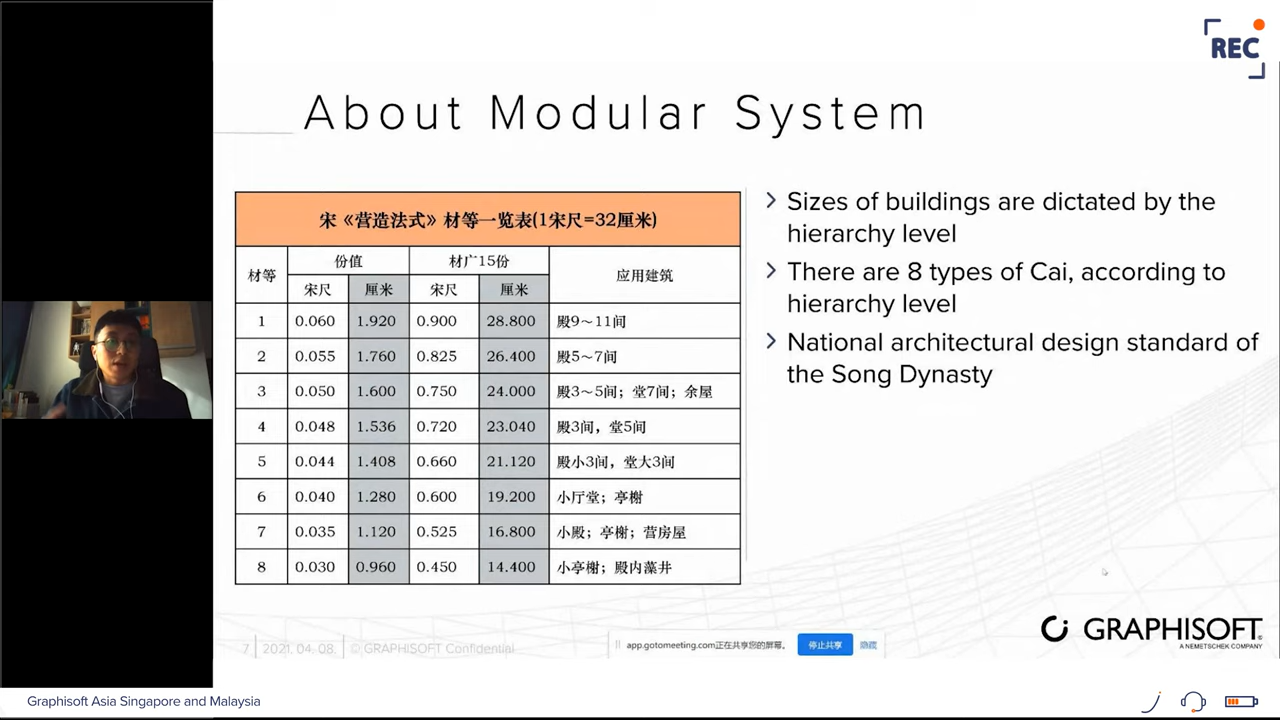 REC
About Modular System
宋《营造法式》材等一览表(1宋尺=32厘米)
材等 份值 材广15份 应用建筑
宋尺 厘米 宋尺 厘米
1 0.060 1.920 0.900 28.800 殿9~11间
2 0.055 1.760 0.825 26.400 殿5~7间
3 0.050 1.600 0.750 24.000 殿3~5间；堂7间；余屋
4 0.048 1.536 0.720 23.040 殿3间，堂5间
5 0.044 1.408 0.660 21.120 殿小3间，堂大3间
6 0.040 1.280 0.600 19.200 小厅堂；亭榭
7 0.035 1.120 0.525 16.800 小殿；亭榭；营房屋
8 0.030 0.960 0.450 14.400 小亭榭；殿内藻井
Sizes of buildings are dictated by the
hierarchy level
There are 8 types of Cai, according to
hierarchy level
National architectural design standard of
the Song Dynasty
7 2021. 04. 08. © GRAPHISOFT Confidential
app.gotomeeting.com正在共享您的屏幕。 停止共享 隐藏
GRAPHISOFT.
A NEMETSCHEK COMPANY
Graphisoft Asia Singapore and Malaysia